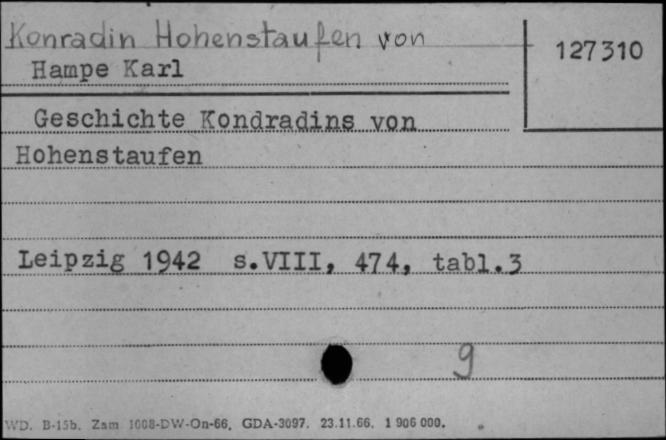 Konradin Hohenstaufen von
127310
Hampe Karl
Geschichte Kondradins von
Hohenstaufen
Leipzig 1942 s.VIII, 474, tabl.3
9
WD. B-15b. Zam 1008-DW-On-66. GDA-3097. 23.11.66. 1 906 000.